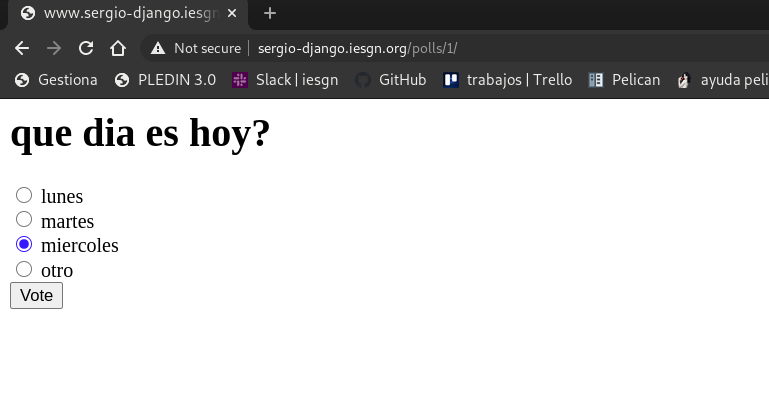 www.sergio-django.iesgn
Not secure sergio-django.iesgn.org/polls/1/
Gestiona PLEDIN 3.0 Slack | iesgn GitHub trabajos | Trello Pelican ayuda peli
que dia es hoy?
lunes
martes
miercoles
otro
Vote